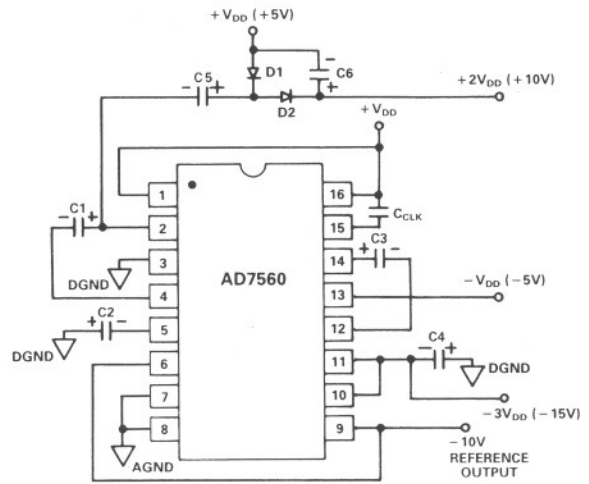 +VDD (+5V)
- C5 +
D1
-
C6
+
D2
+2VDD (+10V)
+VDD
1
16
C1
- +
2
15
CCLK
C3
+ -
3
14
DGND
AD7560
4
13
-VDD (-5V)
C2
+ -
5
12
C4
- +
DGND
6
11
DGND
7
10
-3VDD (-15V)
8
9
AGND
-10V
REFERENCE
OUTPUT